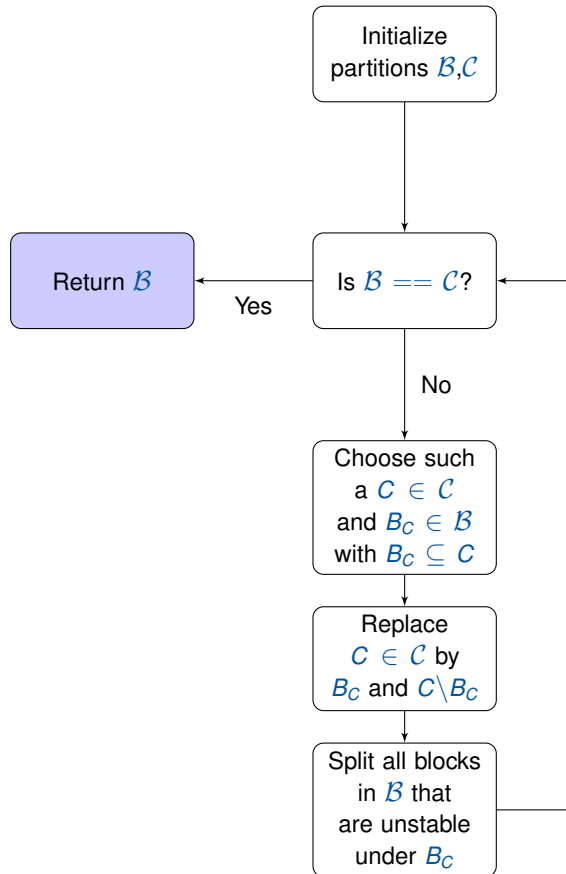 Initialize
partitions ℬ,𝒞
Return ℬ
Yes
Is ℬ == 𝒞?
No
Choose such
a C ∈ 𝒞
and B_C ∈ ℬ
with B_C ⊆ C
Replace
C ∈ 𝒞 by
B_C and C\B_C
Split all blocks
in ℬ that
are unstable
under B_C